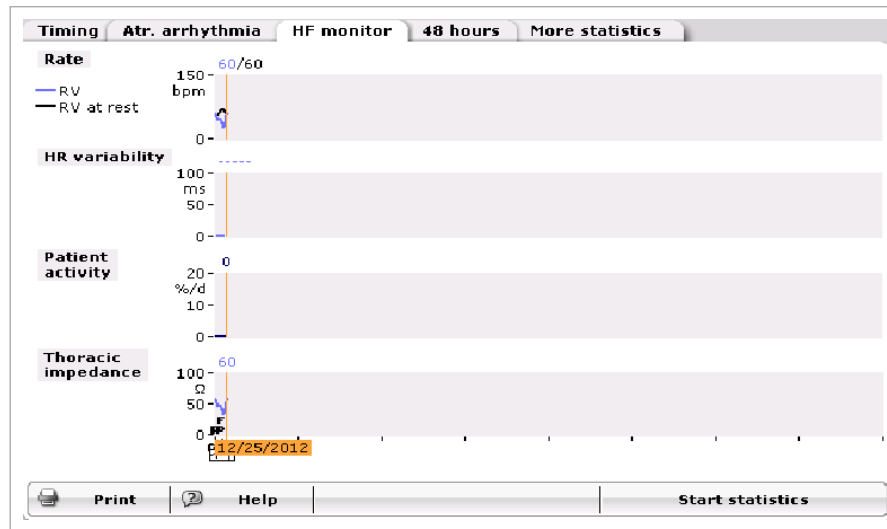 Timing Atr. arrhythmia HF monitor 48 hours More statistics
Rate
60/60
150
bpm
RV
RV at rest
0
HR variability
-----
100
ms
50
0
Patient
activity
0
20
%/d
10
0
Thoracic
impedance
60
100
Ω
50
0
12/25/2012
Print Help Start statistics